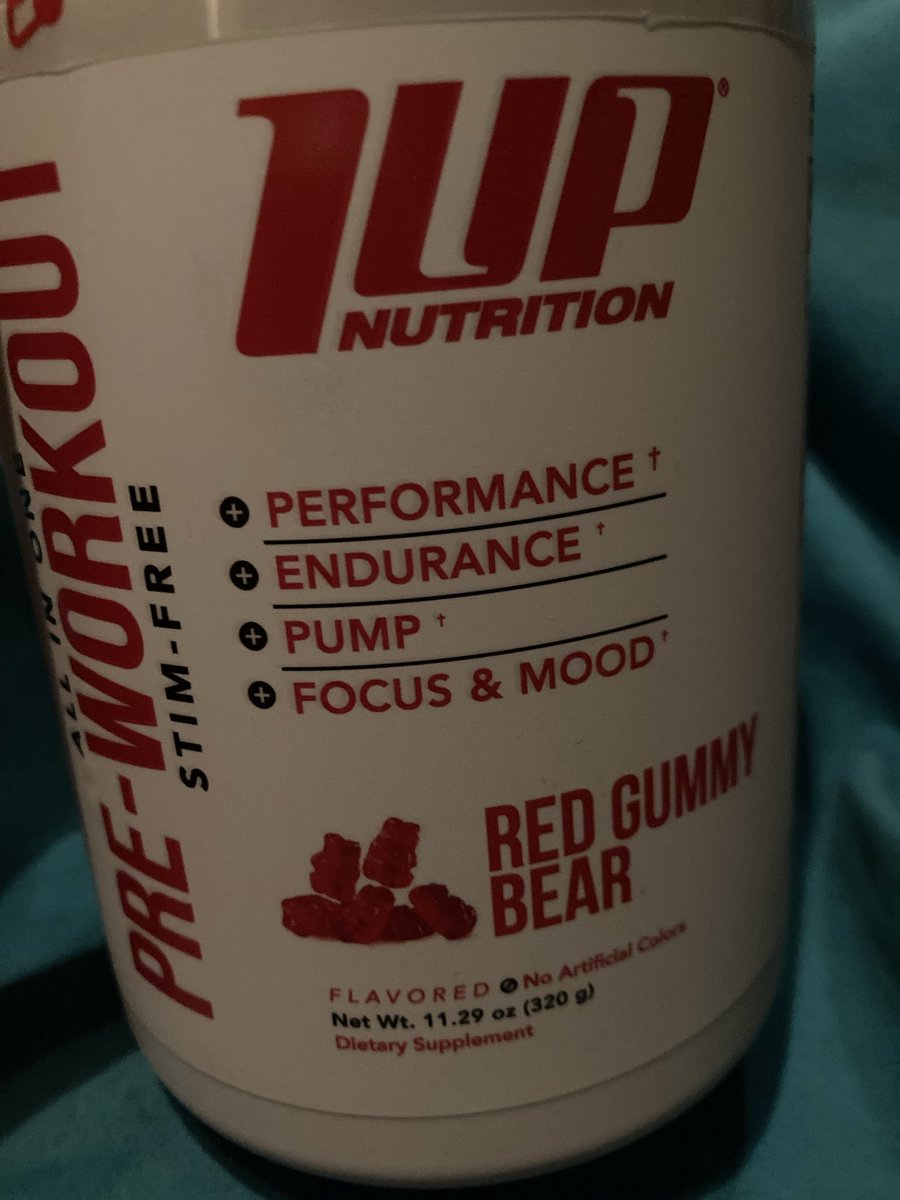 1UP®
NUTRITION
ALL IN ONE
PRE-WORKOUT
STIM-FREE
+ PERFORMANCE †
+ ENDURANCE †
+ PUMP †
+ FOCUS & MOOD †
RED GUMMY
BEAR
FLAVORED No Artificial Colors
Net Wt. 11.29 oz (320 g)
Dietary Supplement